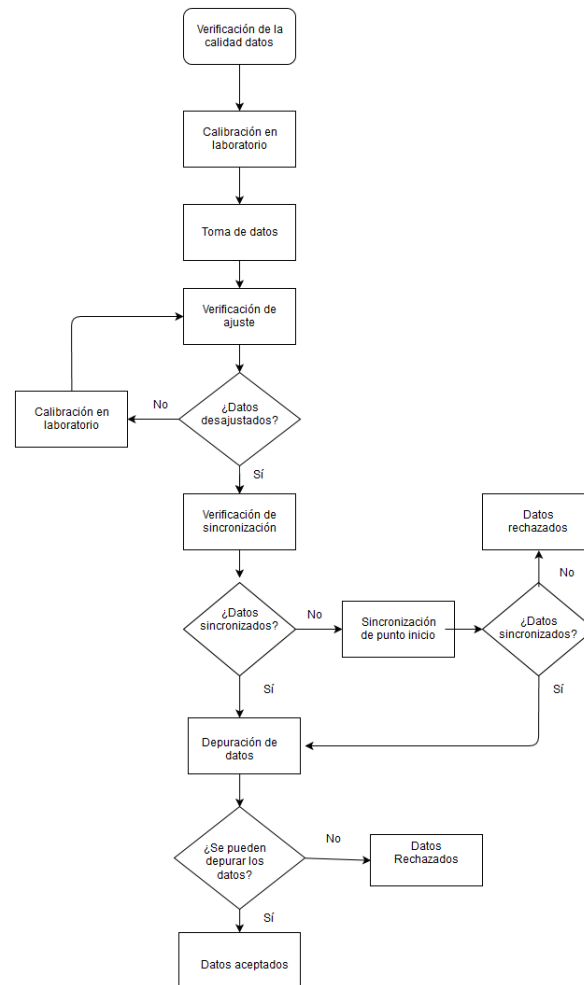 Verificación de la
calidad datos
Calibración en
laboratorio
Toma de datos
Verificación de
ajuste
¿Datos
desajustados?
No
Calibración en
laboratorio
Sí
Verificación de
sincronización
¿Datos
sincronizados?
No
Sincronización
de punto inicio
¿Datos
sincronizados?
No
Datos
rechazados
Sí
Sí
Depuración de
datos
¿Se pueden
depurar los
datos?
No
Datos
Rechazados
Sí
Datos aceptados